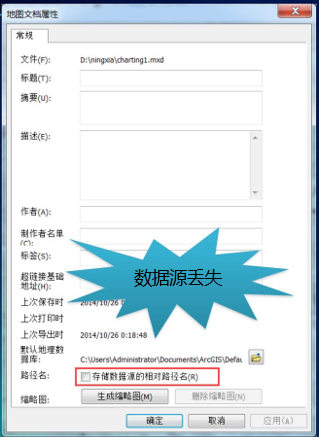 地图文档属性
常规
文件(F): D:\ningxia\charting1.mxd
标题(T):
摘要(U):
描述(E):
作者(A):
制作者名单
(C):
标签(S):
超链接基础
地址(H):
数据源丢失
上次保存时 2014/10/26 0
上次打印时
上次导出时 2014/10/26 0:18:48
默认地理数
据库: C:\Users\Administrator\Documents\ArcGIS\Defau
路径名: 存储数据源的相对路径名(R)
缩略图: 生成缩略图(M) 删除缩略图(N)
确定 取消 应用(A)